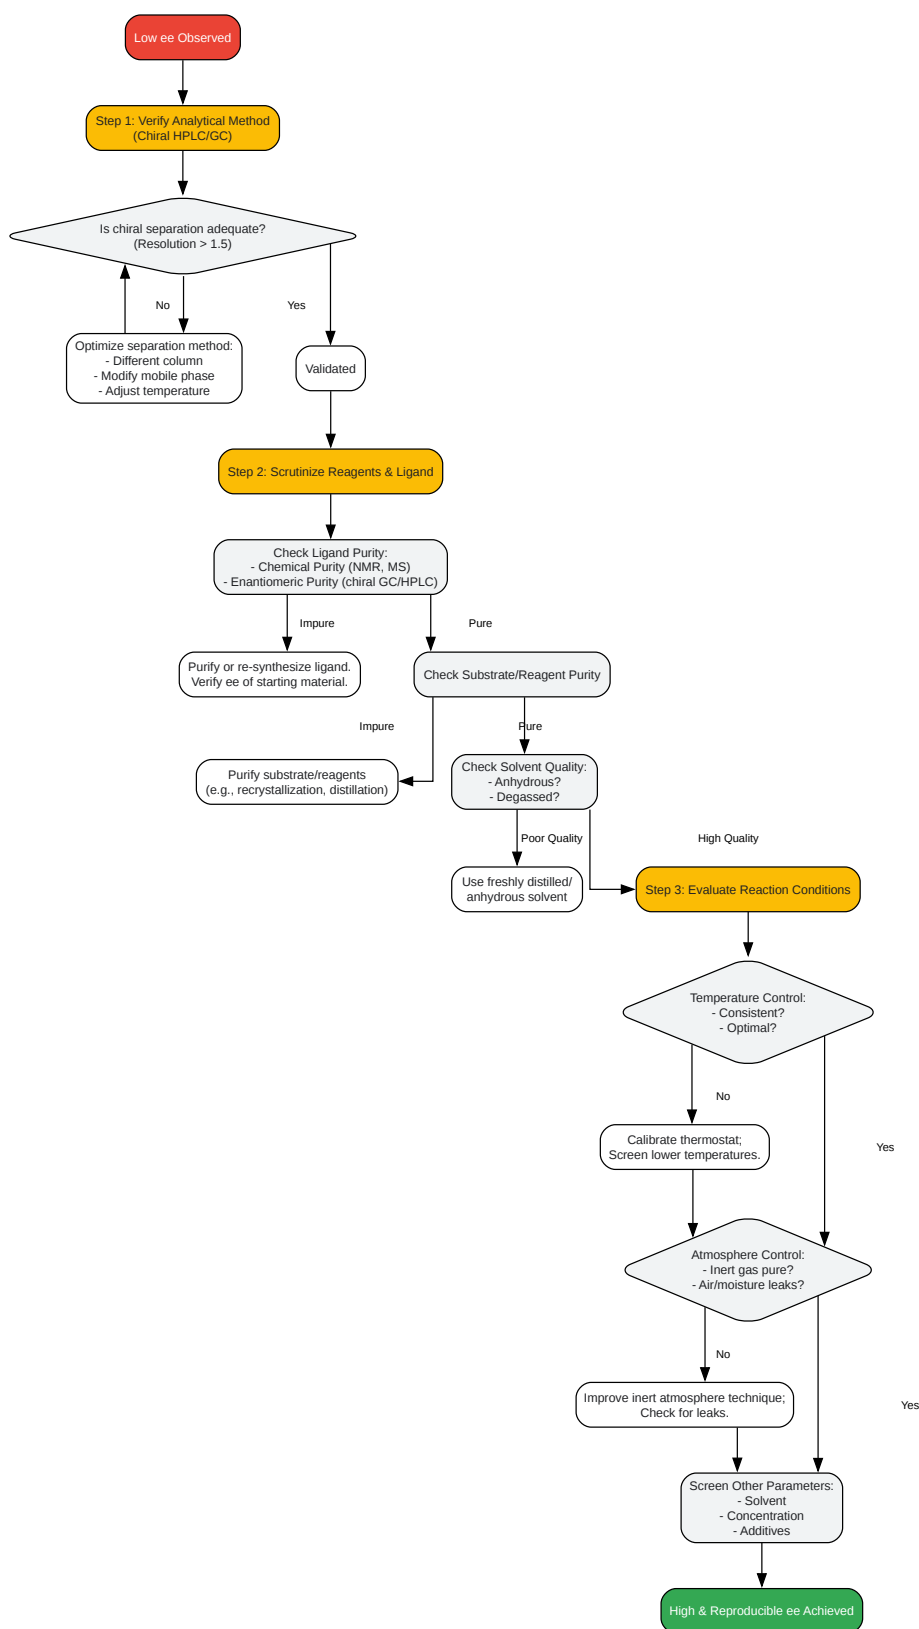 Low ee Observed
Step 1: Verify Analytical Method
(Chiral HPLC/GC)
Is chiral separation adequate?
(Resolution > 1.5)
No
Yes
Optimize separation method:
- Different column
- Modify mobile phase
- Adjust temperature
Validated
Step 2: Scrutinize Reagents & Ligand
Check Ligand Purity:
- Chemical Purity (NMR, MS)
- Enantiomeric Purity (chiral GC/HPLC)
Impure
Pure
Purify or re-synthesize ligand.
Verify ee of starting material.
Check Substrate/Reagent Purity
Impure
Pure
Purify substrate/reagents
(e.g., recrystallization, distillation)
Check Solvent Quality:
- Anhydrous?
- Degassed?
Poor Quality
High Quality
Use freshly distilled/
anhydrous solvent
Step 3: Evaluate Reaction Conditions
Temperature Control:
- Consistent?
- Optimal?
No
Yes
Calibrate thermostat;
Screen lower temperatures.
Atmosphere Control:
- Inert gas pure?
- Air/moisture leaks?
No
Yes
Improve inert atmosphere technique;
Check for leaks.
Screen Other Parameters:
- Solvent
- Concentration
- Additives
High & Reproducible ee Achieved